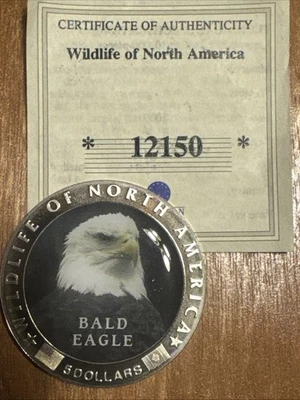 CERTIFICATE OF AUTHENTICITY
Wildlife of North America
* 12150 *
WILDLIFE OF NORTH AMERICA
BALD
EAGLE
5 DOLLARS